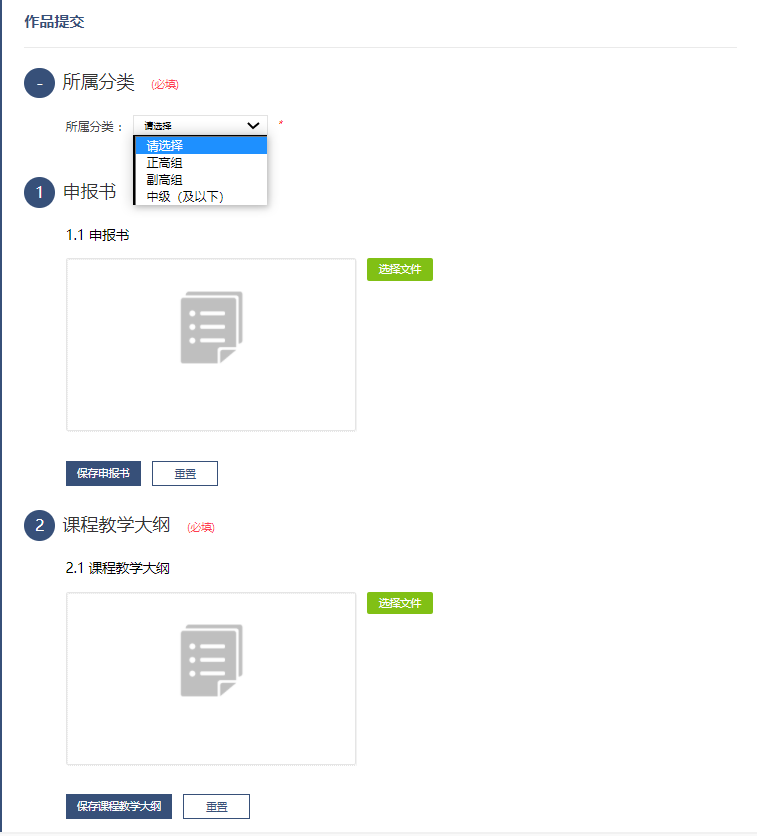 作品提交
- 所属分类 (必填)
所属分类： 请选择 *
请选择
正高组
副高组
中级（及以下）
1 申报书
1.1 申报书
选择文件
保存申报书 重置
2 课程教学大纲 (必填)
2.1 课程教学大纲
选择文件
保存课程教学大纲 重置